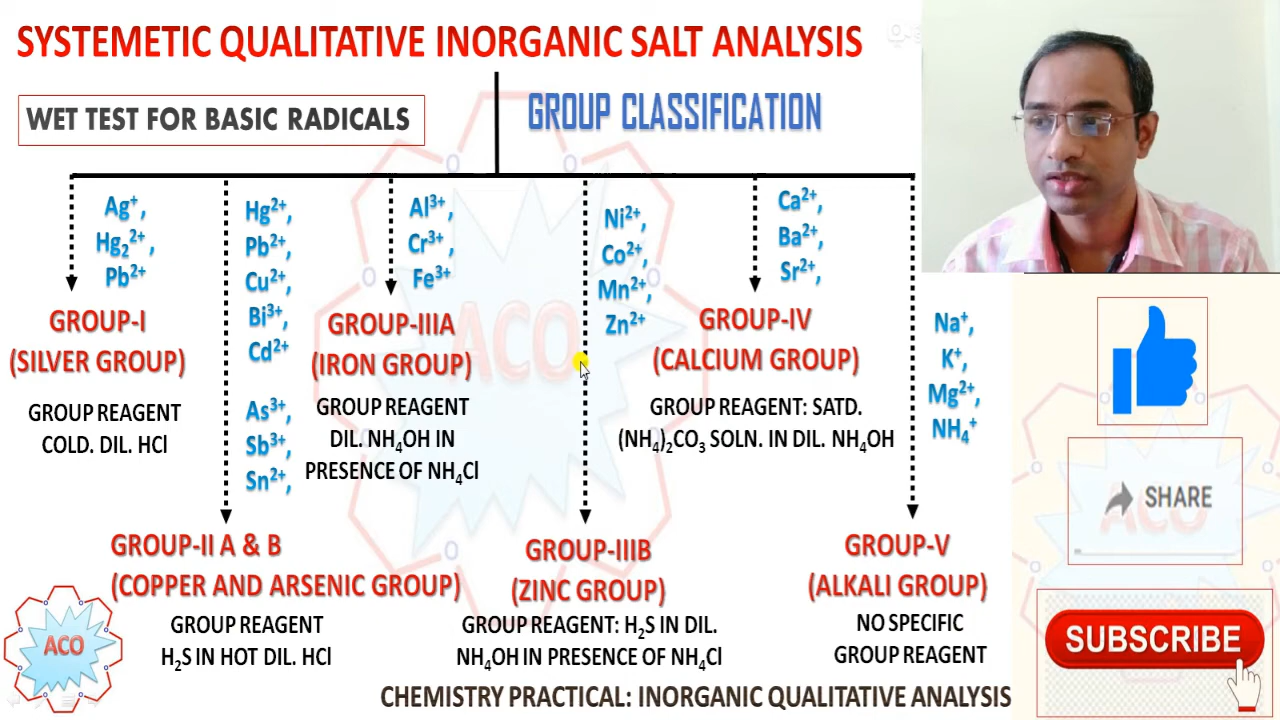 SYSTEMETIC QUALITATIVE INORGANIC SALT ANALYSIS
WET TEST FOR BASIC RADICALS
GROUP CLASSIFICATION
Ag⁺,
Hg₂²⁺,
Pb²⁺
GROUP-I
(SILVER GROUP)
GROUP REAGENT
COLD. DIL. HCl
Hg²⁺,
Pb²⁺,
Cu²⁺,
Bi³⁺,
Cd²⁺
As³⁺,
Sb³⁺,
Sn²⁺,
GROUP-II A & B
(COPPER AND ARSENIC GROUP)
GROUP REAGENT
H₂S IN HOT DIL. HCl
Al³⁺,
Cr³⁺,
Fe³⁺
GROUP-IIIA
(IRON GROUP)
GROUP REAGENT
DIL. NH₄OH IN
PRESENCE OF NH₄Cl
Ni²⁺,
Co²⁺,
Mn²⁺,
Zn²⁺
GROUP-IIIB
(ZINC GROUP)
GROUP REAGENT: H₂S IN DIL.
NH₄OH IN PRESENCE OF NH₄Cl
Ca²⁺,
Ba²⁺,
Sr²⁺,
GROUP-IV
(CALCIUM GROUP)
GROUP REAGENT: SATD.
(NH₄)₂CO₃ SOLN. IN DIL. NH₄OH
Na⁺,
K⁺,
Mg²⁺,
NH₄⁺
GROUP-V
(ALKALI GROUP)
NO SPECIFIC
GROUP REAGENT
SHARE
SUBSCRIBE
ACO
ACO
CHEMISTRY PRACTICAL: INORGANIC QUALITATIVE ANALYSIS